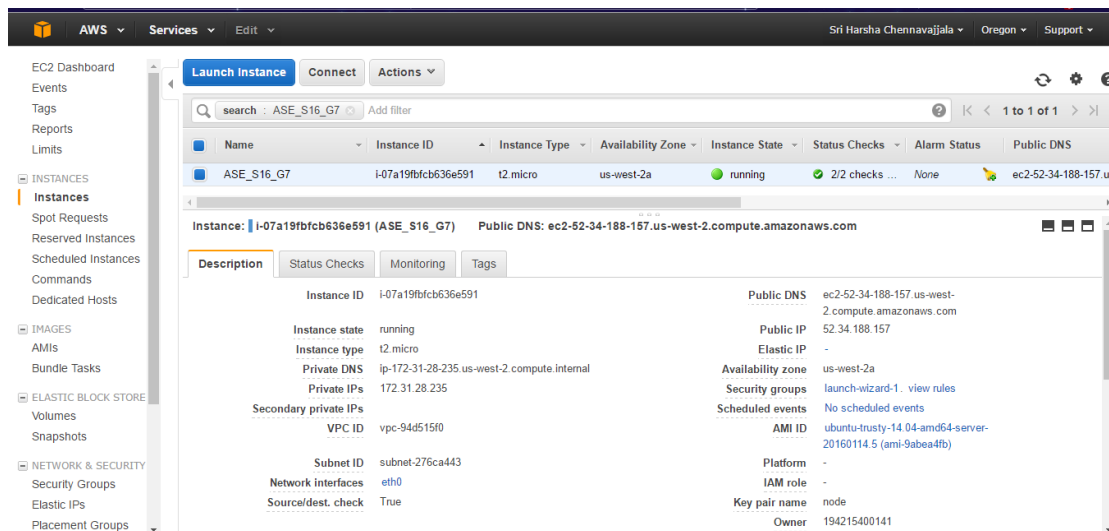 AWS Services Edit Sri Harsha Chennavajjala Oregon Support
EC2 Dashboard
Events
Tags
Reports
Limits
INSTANCES
Instances
Spot Requests
Reserved Instances
Scheduled Instances
Commands
Dedicated Hosts
IMAGES
AMIs
Bundle Tasks
ELASTIC BLOCK STORE
Volumes
Snapshots
NETWORK & SECURITY
Security Groups
Elastic IPs
Placement Groups
Launch Instance Connect Actions
search : ASE_S16_G7 Add filter 1 to 1 of 1
Name Instance ID Instance Type Availability Zone Instance State Status Checks Alarm Status Public DNS
ASE_S16_G7 i-07a19fbfcb636e591 t2.micro us-west-2a running 2/2 checks ... None ec2-52-34-188-157.u
Instance: i-07a19fbfcb636e591 (ASE_S16_G7) Public DNS: ec2-52-34-188-157.us-west-2.compute.amazonaws.com
Description Status Checks Monitoring Tags
Instance ID i-07a19fbfcb636e591
Instance state running
Instance type t2.micro
Private DNS ip-172-31-28-235.us-west-2.compute.internal
Private IPs 172.31.28.235
Secondary private IPs
VPC ID vpc-94d515f0
Subnet ID subnet-276ca443
Network interfaces eth0
Source/dest. check True
Public DNS ec2-52-34-188-157.us-west-
2.compute.amazonaws.com
Public IP 52.34.188.157
Elastic IP -
Availability zone us-west-2a
Security groups launch-wizard-1. view rules
Scheduled events No scheduled events
AMI ID ubuntu-trusty-14.04-amd64-server-
20160114.5 (ami-9abea4fb)
Platform -
IAM role -
Key pair name node
Owner 194215400141